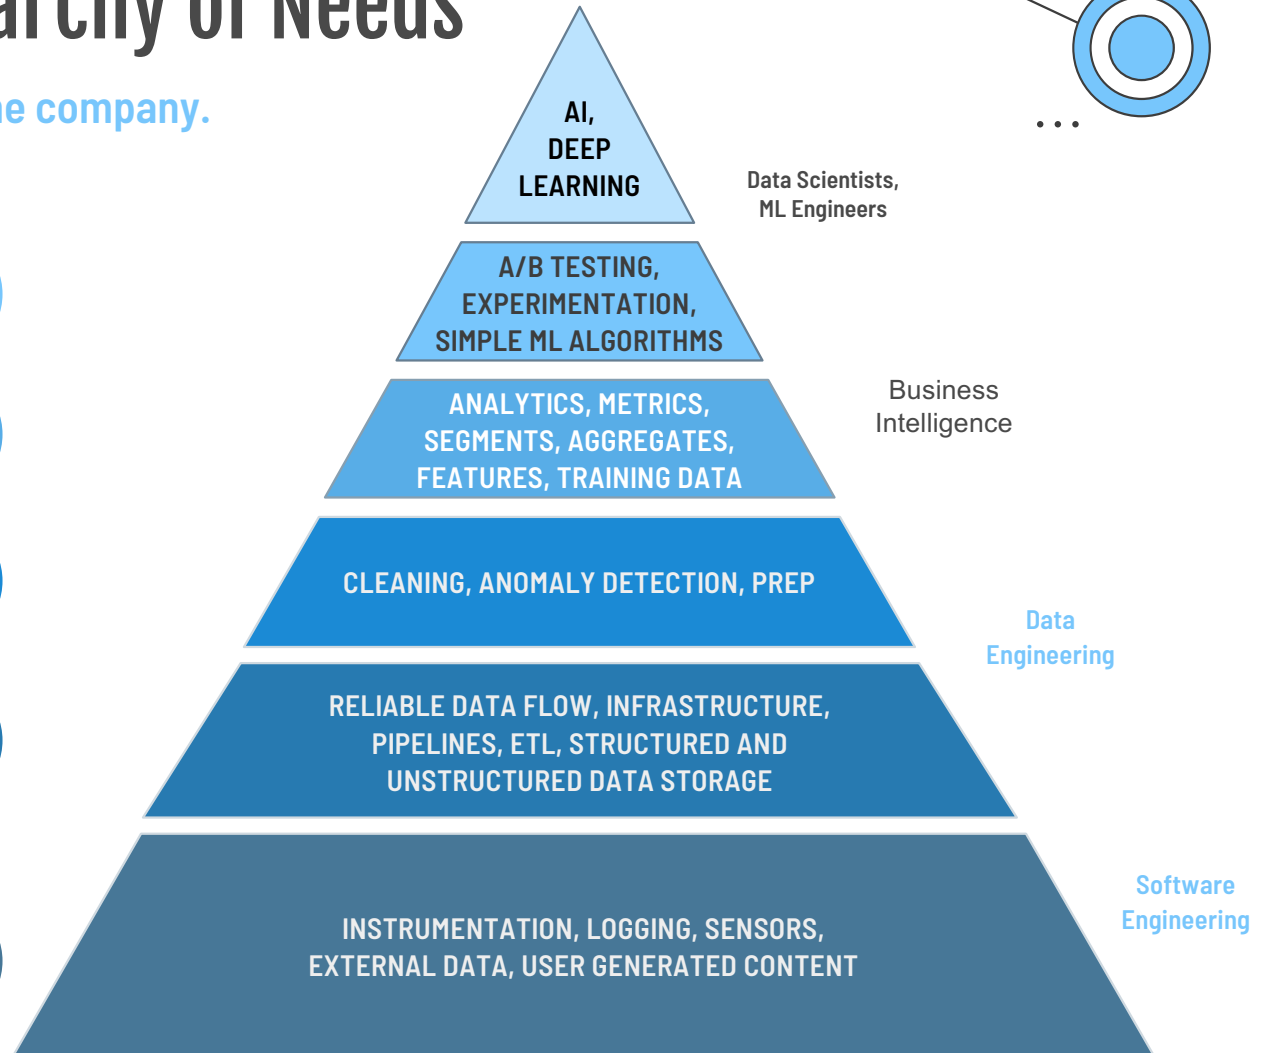 archy of Needs
he company.
AI,
DEEP
LEARNING
Data Scientists,
ML Engineers
A/B TESTING,
EXPERIMENTATION,
SIMPLE ML ALGORITHMS
Business
Intelligence
ANALYTICS, METRICS,
SEGMENTS, AGGREGATES,
FEATURES, TRAINING DATA
CLEANING, ANOMALY DETECTION, PREP
Data
Engineering
RELIABLE DATA FLOW, INFRASTRUCTURE,
PIPELINES, ETL, STRUCTURED AND
UNSTRUCTURED DATA STORAGE
Software
Engineering
INSTRUMENTATION, LOGGING, SENSORS,
EXTERNAL DATA, USER GENERATED CONTENT